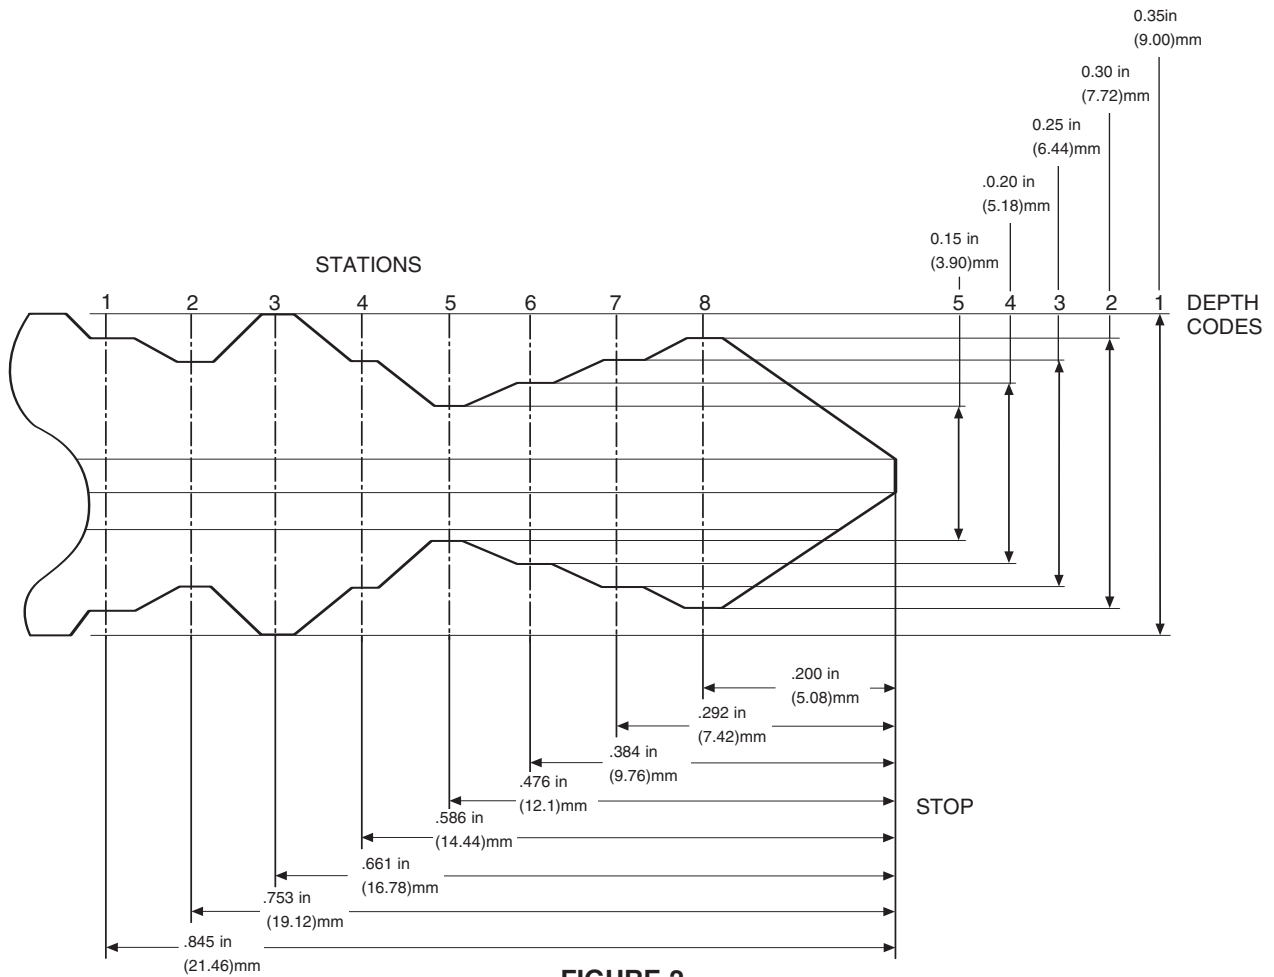 0.35in
(9.00)mm
0.30 in
(7.72)mm
0.25 in
(6.44)mm
.0.20 in
(5.18)mm
0.15 in
(3.90)mm
STATIONS
1 2 3 4 5 6 7 8 5 4 3 2 1 DEPTH
CODES
.200 in
(5.08)mm
.292 in
(7.42)mm
.384 in
(9.76)mm
.476 in
(12.1)mm
STOP
.586 in
(14.44)mm
.661 in
(16.78)mm
.753 in
(19.12)mm
.845 in
(21.46)mm